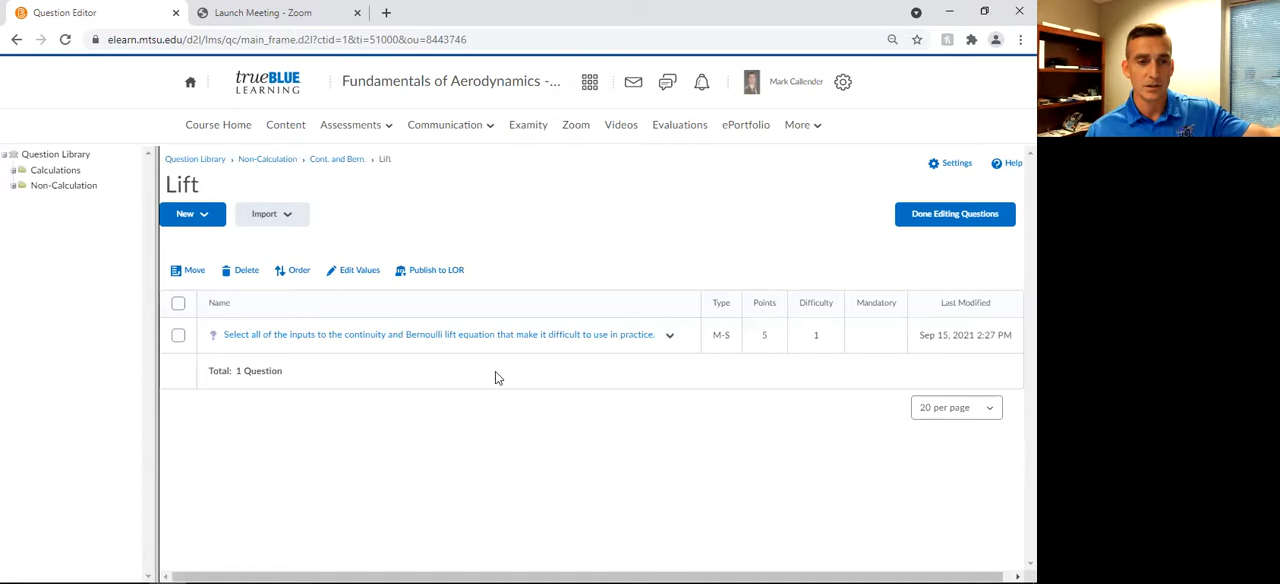 Question Editor
Launch Meeting - Zoom
elearn.mtsu.edu/d2l/lms/qc/main_frame.d2l?ctid=1&ti=51000&ou=8443746
trueBLUE
LEARNING
Fundamentals of Aerodynamics -...
Mark Callender
Course Home Content Assessments Communication Examity Zoom Videos Evaluations ePortfolio More
Question Library
Calculations
Non-Calculation
Question Library › Non-Calculation › Cont. and Bern. › Lift
Settings Help
Lift
New Import Done Editing Questions
Move Delete Order Edit Values Publish to LOR
Name Type Points Difficulty Mandatory Last Modified
Select all of the inputs to the continuity and Bernoulli lift equation that make it difficult to use in practice. M-S 5 1 Sep 15, 2021 2:27 PM
Total: 1 Question
20 per page